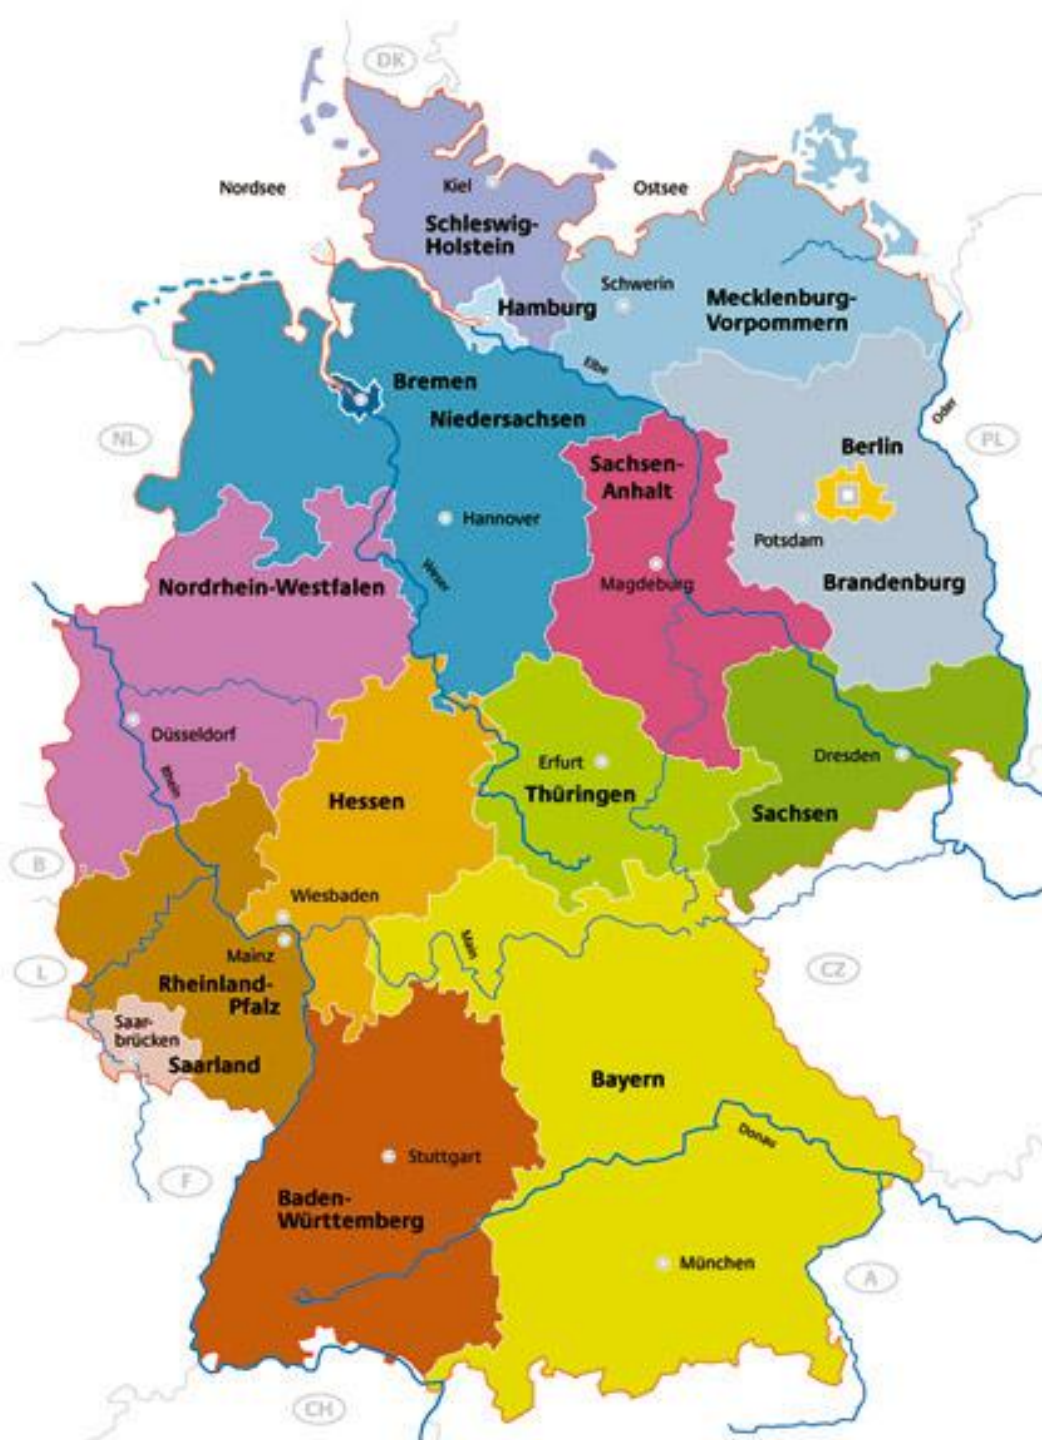 DK
Nordsee
Kiel
Ostsee
Schleswig-
Holstein
Schwerin
Hamburg
Mecklenburg-
Vorpommern
Elbe
Bremen
Niedersachsen
Oder
NL
PL
Berlin
Sachsen-
Anhalt
Hannover
Potsdam
Weser
Magdeburg
Nordrhein-Westfalen
Brandenburg
Düsseldorf
Rhein
Erfurt
Dresden
Hessen
Thüringen
Sachsen
B
Wiesbaden
Main
Mainz
L
CZ
Rheinland-
Pfalz
Saar-
brücken
Saarland
Bayern
Donau
Stuttgart
F
Baden-
Württemberg
München
A
CH